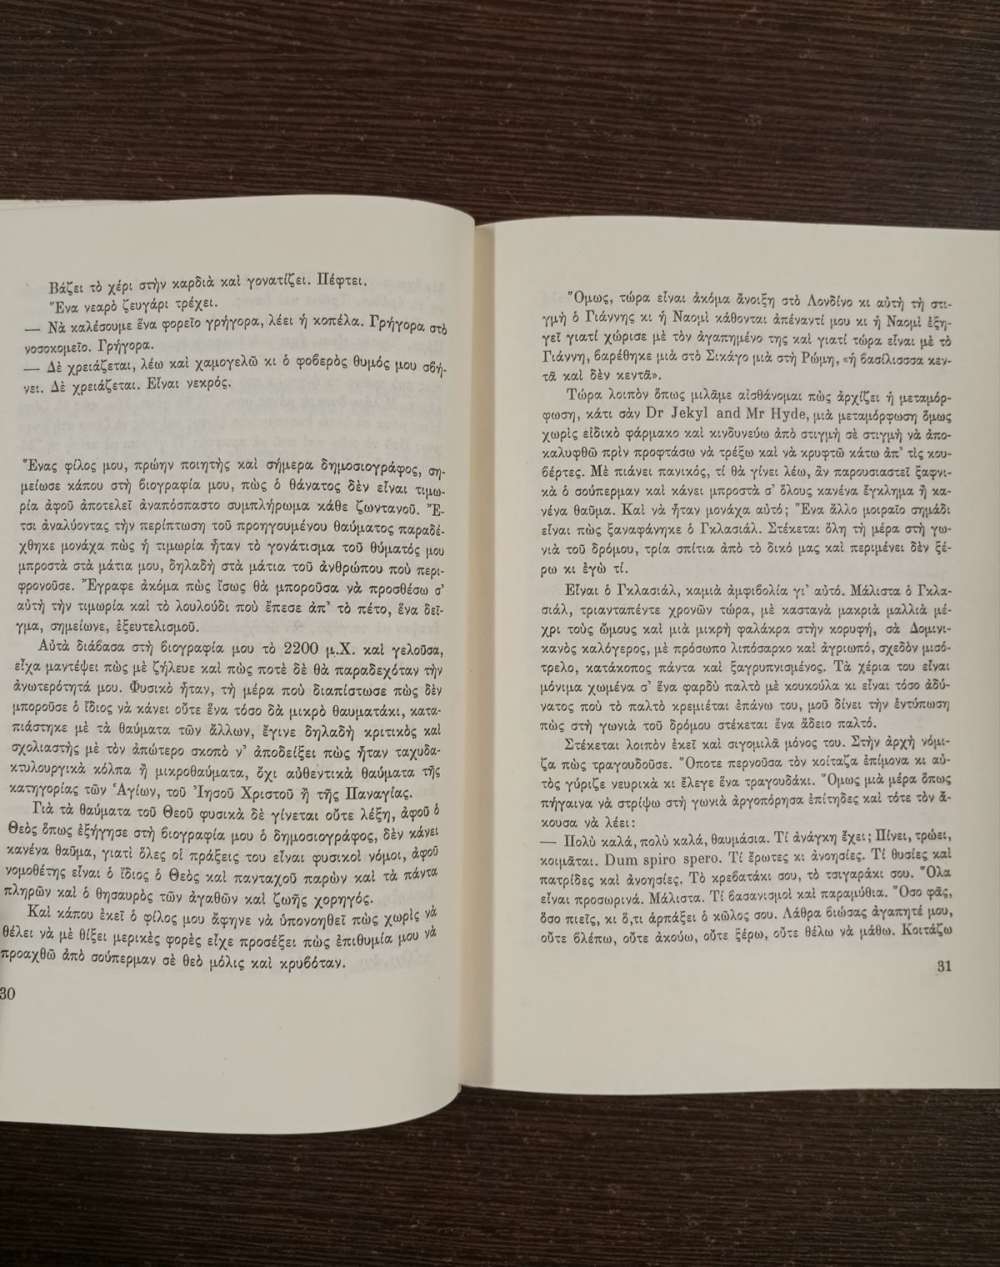 Βάζει τὸ χέρι στὴν καρδιὰ καὶ γονατίζει. Πέφτει.
Ἕνα νεαρὸ ζευγάρι τρέχει.
— Νὰ καλέσουμε ἕνα φορεῖο γρήγορα, λέει ἡ κοπέλα. Γρήγορα στὸ
νοσοκομεῖο. Γρήγορα.
— Δὲ χρειάζεται, λέω καὶ χαμογελῶ κι ὁ φοβερὸς θυμός μου σβή-
νει. Δὲ χρειάζεται. Εἶναι νεκρός.
Ἕνας φίλος μου, πρώην ποιητὴς καὶ σήμερα δημοσιογράφος, ση-
μείωσε κάπου στὴ βιογραφία μου, πὼς ὁ θάνατος δὲν εἶναι τιμω-
ρία ἀφοῦ ἀποτελεῖ ἀναπόσπαστο συμπλήρωμα κάθε ζωντανοῦ. Ἔ-
τσι ἀναλύοντας τὴν περίπτωση τοῦ προηγουμένου θαύματος παραδέ-
χθηκε μονάχα πὼς ἡ τιμωρία ἦταν τὸ γονάτισμα τοῦ θύματός μου
μπροστὰ στὰ μάτια μου, δηλαδὴ στὰ μάτια τοῦ ἀνθρώπου ποὺ περι-
φρονοῦσε. Ἔγραφε ἀκόμα πὼς ἴσως θὰ μποροῦσα νὰ προσθέσω σ'
αὐτὴ τὴν τιμωρία καὶ τὸ λουλούδι ποὺ ἔπεσε ἀπ' τὸ πέτο, ἕνα δεῖ-
γμα, σημείωνε, ἐξευτελισμοῦ.
Αὐτὰ διάβασα στὴ βιογραφία μου τὸ 2200 μ.Χ. καὶ γελοῦσα,
εἶχα μαντέψει πὼς μὲ ζήλευε καὶ πὼς ποτὲ δὲ θὰ παραδεχόταν τὴν
ἀνωτερότητά μου. Φυσικὸ ἦταν, τὴ μέρα ποὺ διαπίστωσε πὼς δὲν
μποροῦσε ὁ ἴδιος νὰ κάνει οὔτε ἕνα τόσο δὰ μικρὸ θαυματάκι, κατα-
πιάστηκε μὲ τὰ θαύματα τῶν ἄλλων, ἔγινε δηλαδὴ κριτικὸς καὶ
σχολιαστὴς μὲ τὸν ἀπώτερο σκοπὸ ν' ἀποδείξει πὼς ἦταν ταχυδα-
κτυλουργικὰ κόλπα ἢ μικροθαύματα, ὄχι αὐθεντικὰ θαύματα τῆς
κατηγορίας τῶν Ἁγίων, τοῦ Ἰησοῦ Χριστοῦ ἢ τῆς Παναγίας.
Γιὰ τὰ θαύματα τοῦ Θεοῦ φυσικὰ δὲ γίνεται οὔτε λέξη, ἀφοῦ ὁ
Θεὸς ὅπως ἐξήγησε στὴ βιογραφία μου ὁ δημοσιογράφος, δὲν κάνει
κανένα θαῦμα, γιατὶ ὅλες οἱ πράξεις του εἶναι φυσικοὶ νόμοι, ἀφοῦ
νομοθέτης εἶναι ὁ ἴδιος ὁ Θεὸς καὶ πανταχοῦ παρὼν καὶ τὰ πάντα
πληρῶν καὶ ὁ θησαυρὸς τῶν ἀγαθῶν καὶ ζωῆς χορηγός.
Καὶ κάπου ἐκεῖ ὁ φίλος μου ἄφηνε νὰ ὑπονοηθεῖ πὼς χωρὶς νὰ
θέλει νὰ μὲ θίξει μερικὲς φορὲς εἶχε προσέξει πὼς ἐπιθυμία μου νὰ
προαχθῶ ἀπὸ σούπερμαν σὲ θεὸ μόλις καὶ κρυβόταν.
30
Ὅμως, τώρα εἶναι ἀκόμα ἄνοιξη στὸ Λονδίνο κι αὐτὴ τὴ στι-
γμὴ ὁ Γιάννης κι ἡ Ναομὶ κάθονται ἀπέναντί μου κι ἡ Ναομὶ ἐξη-
γεῖ γιατί χώρισε μὲ τὸν ἀγαπημένο της καὶ γιατί τώρα εἶναι μὲ τὸ
Γιάννη, βαρέθηκε μιὰ στὸ Σικάγο μιὰ στὴ Ρώμη, «ἡ βασίλισσσα κεν-
τᾶ καὶ δὲν κεντᾶ».
Τώρα λοιπὸν ὅπως μιλᾶμε αἰσθάνομαι πὼς ἀρχίζει ἡ μεταμόρ-
φωση, κάτι σὰν Dr Jekyl and Mr Hyde, μιὰ μεταμόρφωση ὅμως
χωρὶς εἰδικὸ φάρμακο καὶ κινδυνεύω ἀπὸ στιγμὴ σὲ στιγμὴ νὰ ἀπο-
καλυφθῶ πρὶν προφτάσω νὰ τρέξω καὶ νὰ κρυφτῶ κάτω ἀπ' τὶς κου-
βέρτες. Μὲ πιάνει πανικός, τί θὰ γίνει λέω, ἂν παρουσιαστεῖ ξαφνι-
κὰ ὁ σούπερμαν καὶ κάνει μπροστὰ σ' ὅλους κανένα ἔγκλημα ἢ κα-
νένα θαῦμα. Καὶ νὰ ἦταν μονάχα αὐτό; Ἕνα ἄλλο μοιραῖο σημάδι
εἶναι πὼς ξαναφάνηκε ὁ Γκλασιάλ. Στέκεται ὅλη τὴ μέρα στὴ γω-
νιὰ τοῦ δρόμου, τρία σπίτια ἀπὸ τὸ δικό μας καὶ περιμένει δὲν ξέ-
ρω κι ἐγὼ τί.
Εἶναι ὁ Γκλασιάλ, καμιὰ ἀμφιβολία γι' αὐτό. Μάλιστα ὁ Γκλα-
σιάλ, τριανταπέντε χρονῶν τώρα, μὲ καστανὰ μακριὰ μαλλιὰ μέ-
χρι τοὺς ὤμους καὶ μιὰ μικρὴ φαλάκρα στὴν κορυφή, σὰ Δομινι-
κανὸς καλόγερος, μὲ πρόσωπο λιπόσαρκο καὶ ἀγριωπό, σχεδὸν μισό-
τρελο, κατάκοπος πάντα καὶ ξαγρυπνισμένος. Τὰ χέρια του εἶναι
μόνιμα χωμένα σ' ἕνα φαρδὺ παλτὸ μὲ κουκούλα κι εἶναι τόσο ἀδύ-
νατος ποὺ τὸ παλτὸ κρεμιέται ἐπάνω του, μοῦ δίνει τὴν ἐντύπωση
πὼς στὴ γωνιὰ τοῦ δρόμου στέκεται ἕνα ἄδειο παλτό.
Στέκεται λοιπὸν ἐκεῖ καὶ σιγομιλᾶ μόνος του. Στὴν ἀρχὴ νόμι-
ζα πὼς τραγουδοῦσε. Ὅποτε περνοῦσα τὸν κοίταζα ἐπίμονα κι αὐ-
τὸς γύριζε νευρικὰ κι ἔλεγε ἕνα τραγουδάκι. Ὅμως μιὰ μέρα ὅπως
πήγαινα νὰ στρίψω στὴ γωνιὰ ἀργοπόρησα ἐπίτηδες καὶ τότε τὸν ἄ-
κουσα νὰ λέει:
— Πολὺ καλά, πολὺ καλά, θαυμάσια. Τί ἀνάγκη ἔχει; Πίνει, τρώει,
κοιμᾶται. Dum spiro spero. Τί ἔρωτες κι ἀνοησίες. Τί θυσίες καὶ
πατρίδες καὶ ἀνοησίες. Τὸ κρεβατάκι σου, τὸ τσιγαράκι σου. Ὅλα
εἶναι προσωρινά. Μάλιστα. Τί βασανισμοὶ καὶ παραμύθια. Ὅσο φᾶς,
ὅσο πιεῖς, κι ὅ,τι ἁρπάξει ὁ κῶλος σου. Λάθρα βιώσας ἀγαπητέ μου,
οὔτε βλέπω, οὔτε ἀκούω, οὔτε ξέρω, οὔτε θέλω νὰ μάθω. Κοιτάζω
31